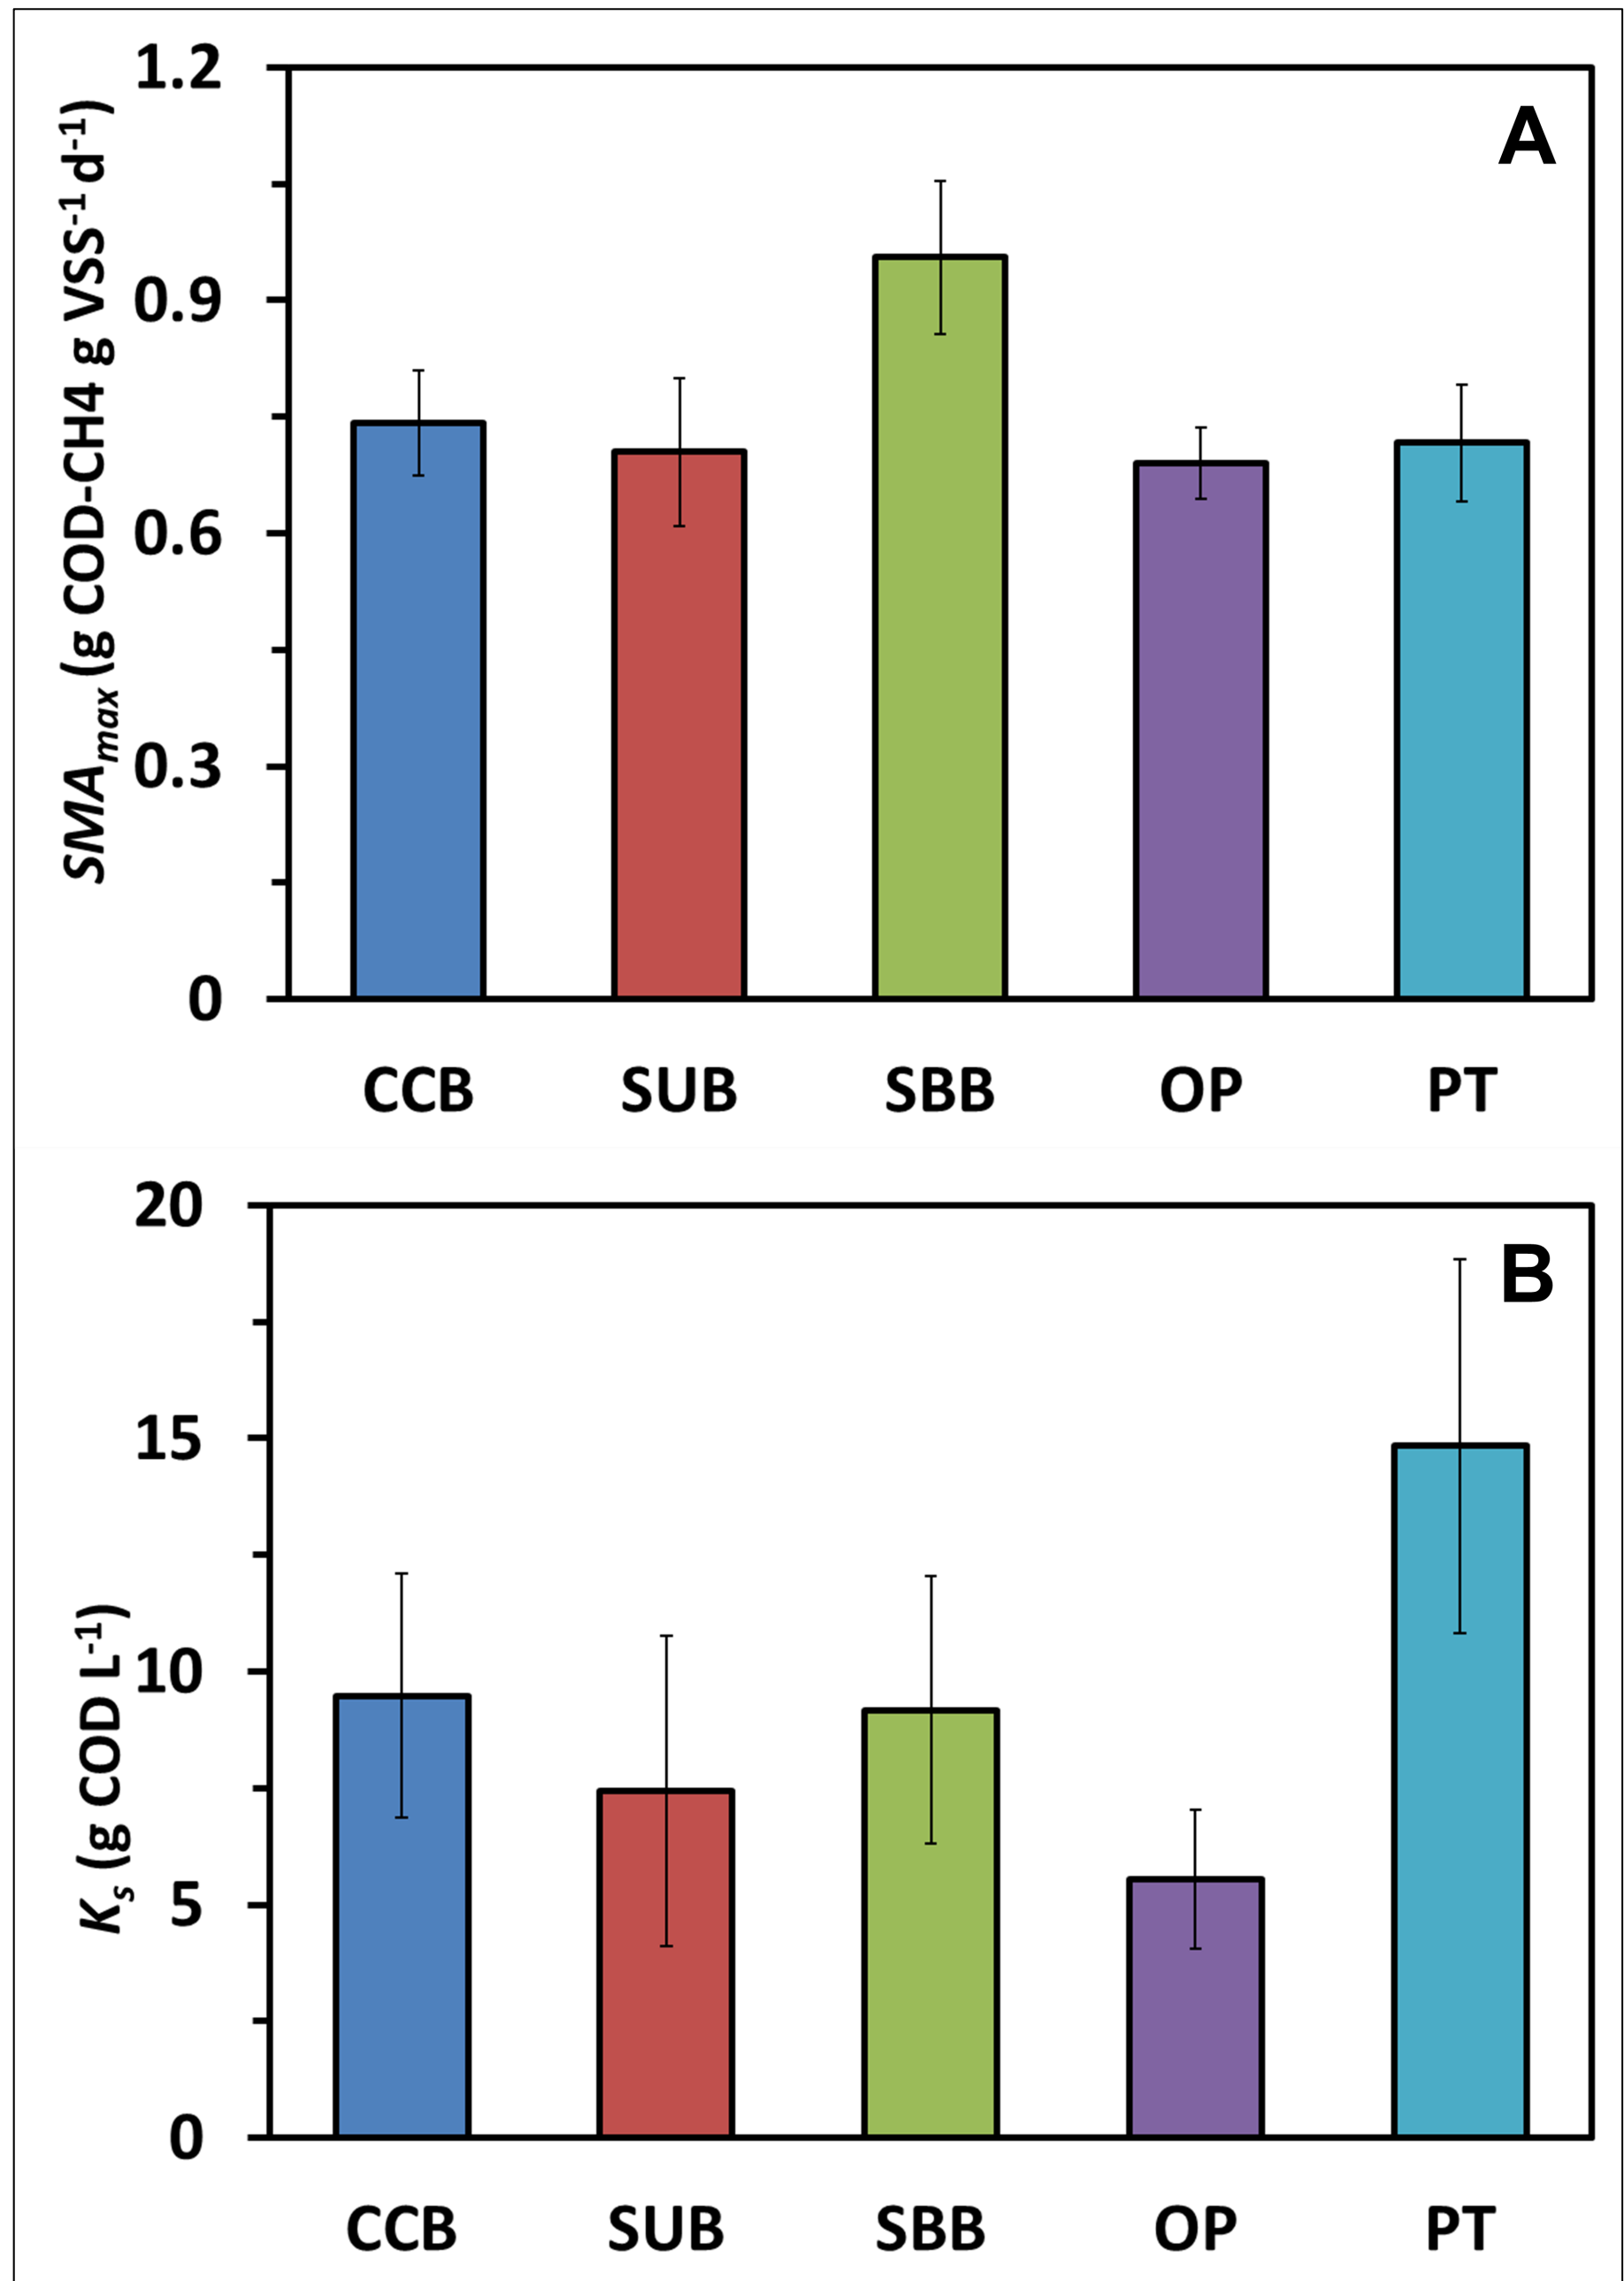 A
SMAmax (g COD-CH4 g VSS-1 d-1)
1.2
0.9
0.6
0.3
0
CCB SUB SBB OP PT
B
Ks (g COD L-1)
20
15
10
5
0
CCB SUB SBB OP PT